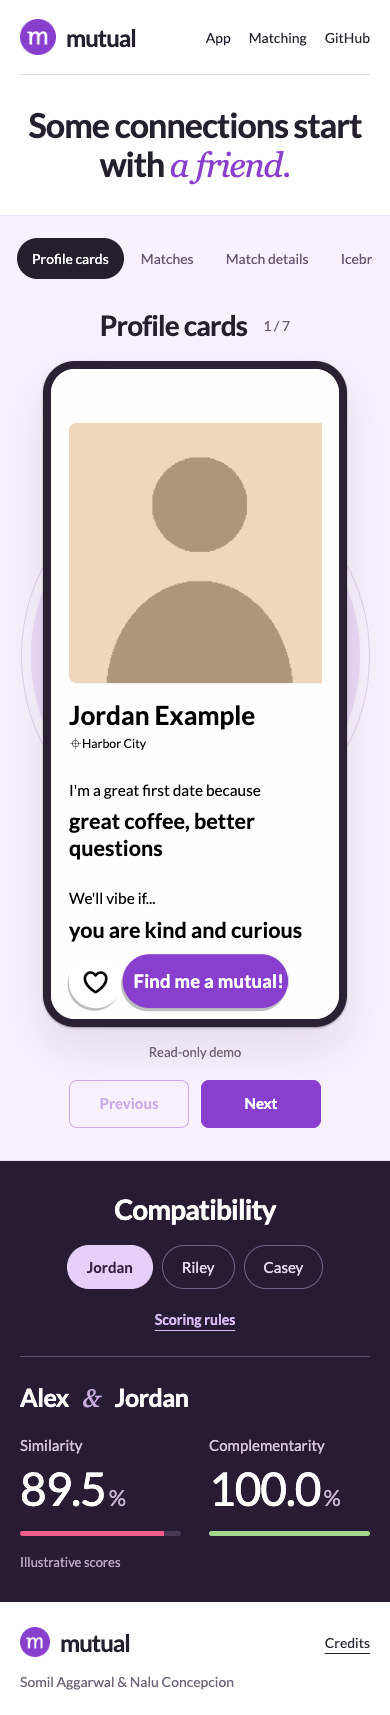 m mutual App Matching GitHub
Some connections start
with a friend.
Profile cards Matches Match details Icebr
Profile cards 1 / 7
Jordan Example
Harbor City
I'm a great first date because
great coffee, better
questions
We'll vibe if...
you are kind and curious
Find me a mutual!
Read-only demo
Previous Next
Compatibility
Jordan Riley Casey
Scoring rules
Alex & Jordan
Similarity Complementarity
89.5% 100.0%
Illustrative scores
m mutual Credits
Somil Aggarwal & Nalu Concepcion